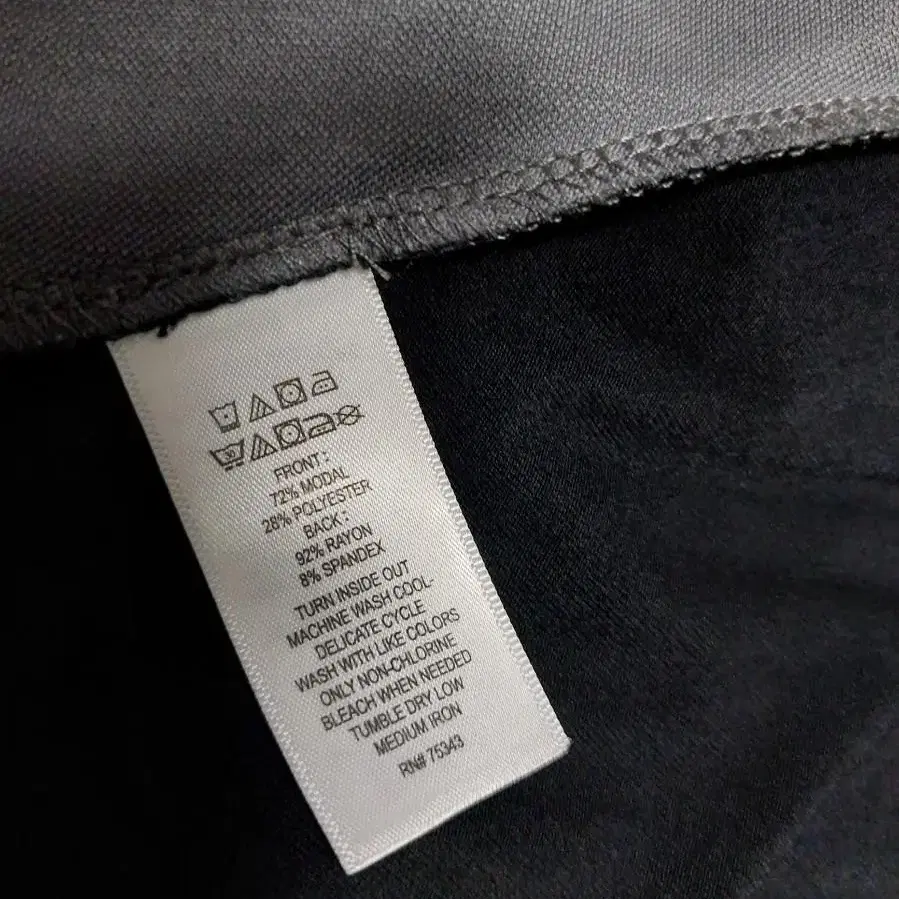 30
FRONT:
72% MODAL
28% POLYESTER
BACK:
92% RAYON
8% SPANDEX
TURN INSIDE OUT
MACHINE WASH COOL-
DELICATE CYCLE
WASH WITH LIKE COLORS
ONLY NON-CHLORINE
BLEACH WHEN NEEDED
TUMBLE DRY LOW
MEDIUM IRON
RN# 75343